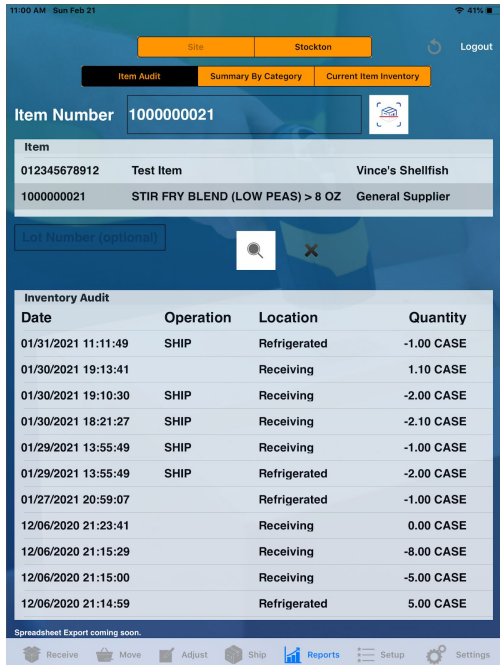 11:00 AM Sun Feb 21 41%
Site Stockton Logout
Item Audit Summary By Category Current Item Inventory
Item Number 1000000021
Item
012345678912 Test Item Vince's Shellfish
1000000021 STIR FRY BLEND (LOW PEAS) > 8 OZ General Supplier
Lot Number (optional)
Inventory Audit
Date Operation Location Quantity
01/31/2021 11:11:49 SHIP Refrigerated -1.00 CASE
01/30/2021 19:13:41 Receiving 1.10 CASE
01/30/2021 19:10:30 SHIP Receiving -2.00 CASE
01/30/2021 18:21:27 SHIP Receiving -2.10 CASE
01/29/2021 13:55:49 SHIP Receiving -1.00 CASE
01/29/2021 13:55:49 SHIP Refrigerated -2.00 CASE
01/27/2021 20:59:07 Refrigerated -1.00 CASE
12/06/2020 21:23:41 Receiving 0.00 CASE
12/06/2020 21:15:29 Receiving -8.00 CASE
12/06/2020 21:15:00 Receiving -5.00 CASE
12/06/2020 21:14:59 Refrigerated 5.00 CASE
Spreadsheet Export coming soon.
Receive Move Adjust Ship Reports Setup Settings